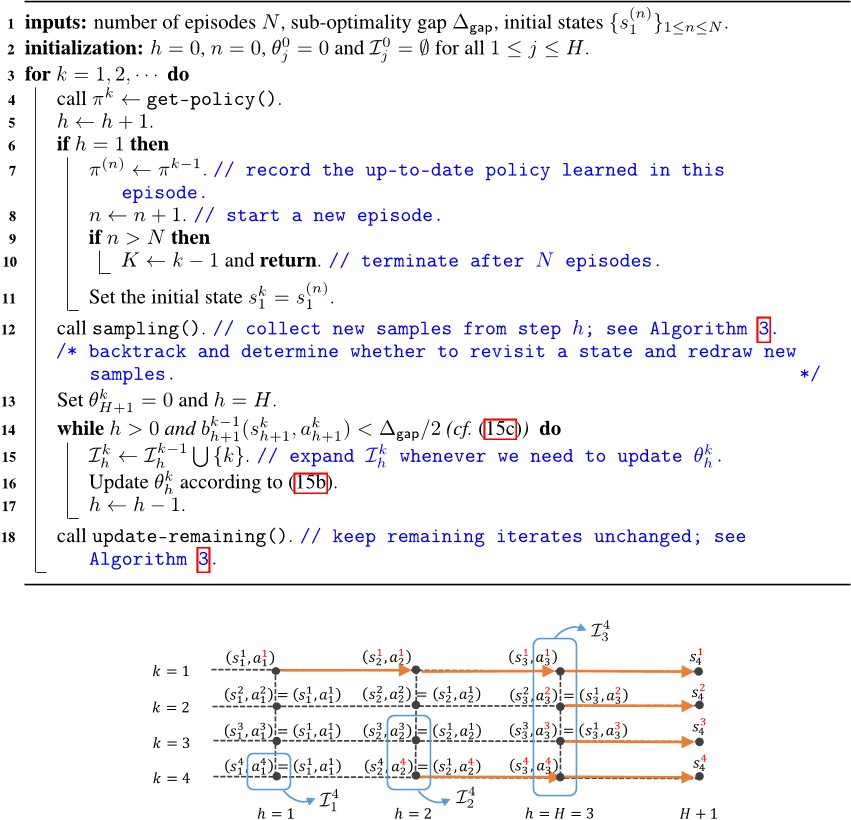 1 inputs: number of episodes N, sub-optimality gap Δ_gap, initial states {s_1^{(n)}}_{1≤n≤N}.
2 initialization: h = 0, n = 0, θ_j^0 = 0 and I_j^0 = ∅ for all 1 ≤ j ≤ H.
3 for k = 1, 2, ⋯ do
4 call π^k ← get-policy().
5 h ← h + 1.
6 if h = 1 then
7 π^{(n)} ← π^{k−1}. // record the up-to-date policy learned in this
episode.
8 n ← n + 1. // start a new episode.
9 if n > N then
10 K ← k − 1 and return. // terminate after N episodes.
11 Set the initial state s_1^k = s_1^{(n)}.
12 call sampling(). // collect new samples from step h; see Algorithm 3.
/* backtrack and determine whether to revisit a state and redraw new
samples. */
13 Set θ_{H+1}^k = 0 and h = H.
14 while h > 0 and b_{h+1}^{k−1}(s_{h+1}^k, a_{h+1}^k) < Δ_gap/2 (cf. (15c)) do
15 I_h^k ← I_h^{k−1} ⋃ {k}. // expand I_h^k whenever we need to update θ_h^k.
16 Update θ_h^k according to (15b).
17 h ← h − 1.
18 call update-remaining(). // keep remaining iterates unchanged; see
Algorithm 3.
I_3^4
k = 1 (s_1^1,a_1^1) (s_2^1,a_2^1) (s_3^1,a_3^1) s_4^1
k = 2 (s_1^2,a_1^2)=(s_1^1,a_1^1) (s_2^2,a_2^2)=(s_2^1,a_2^1) (s_3^2,a_3^2)=(s_3^1,a_3^2) s_4^2
k = 3 (s_1^3,a_1^3)=(s_1^1,a_1^1) (s_2^3,a_2^3)=(s_2^1,a_2^1) (s_3^3,a_3^3)=(s_3^1,a_3^3) s_4^3
k = 4 (s_1^4,a_1^4)=(s_1^1,a_1^1) (s_2^4,a_2^4)=(s_2^1,a_2^4) (s_3^4,a_3^4) s_4^4
I_1^4 I_2^4
h = 1 h = 2 h = H = 3 H + 1